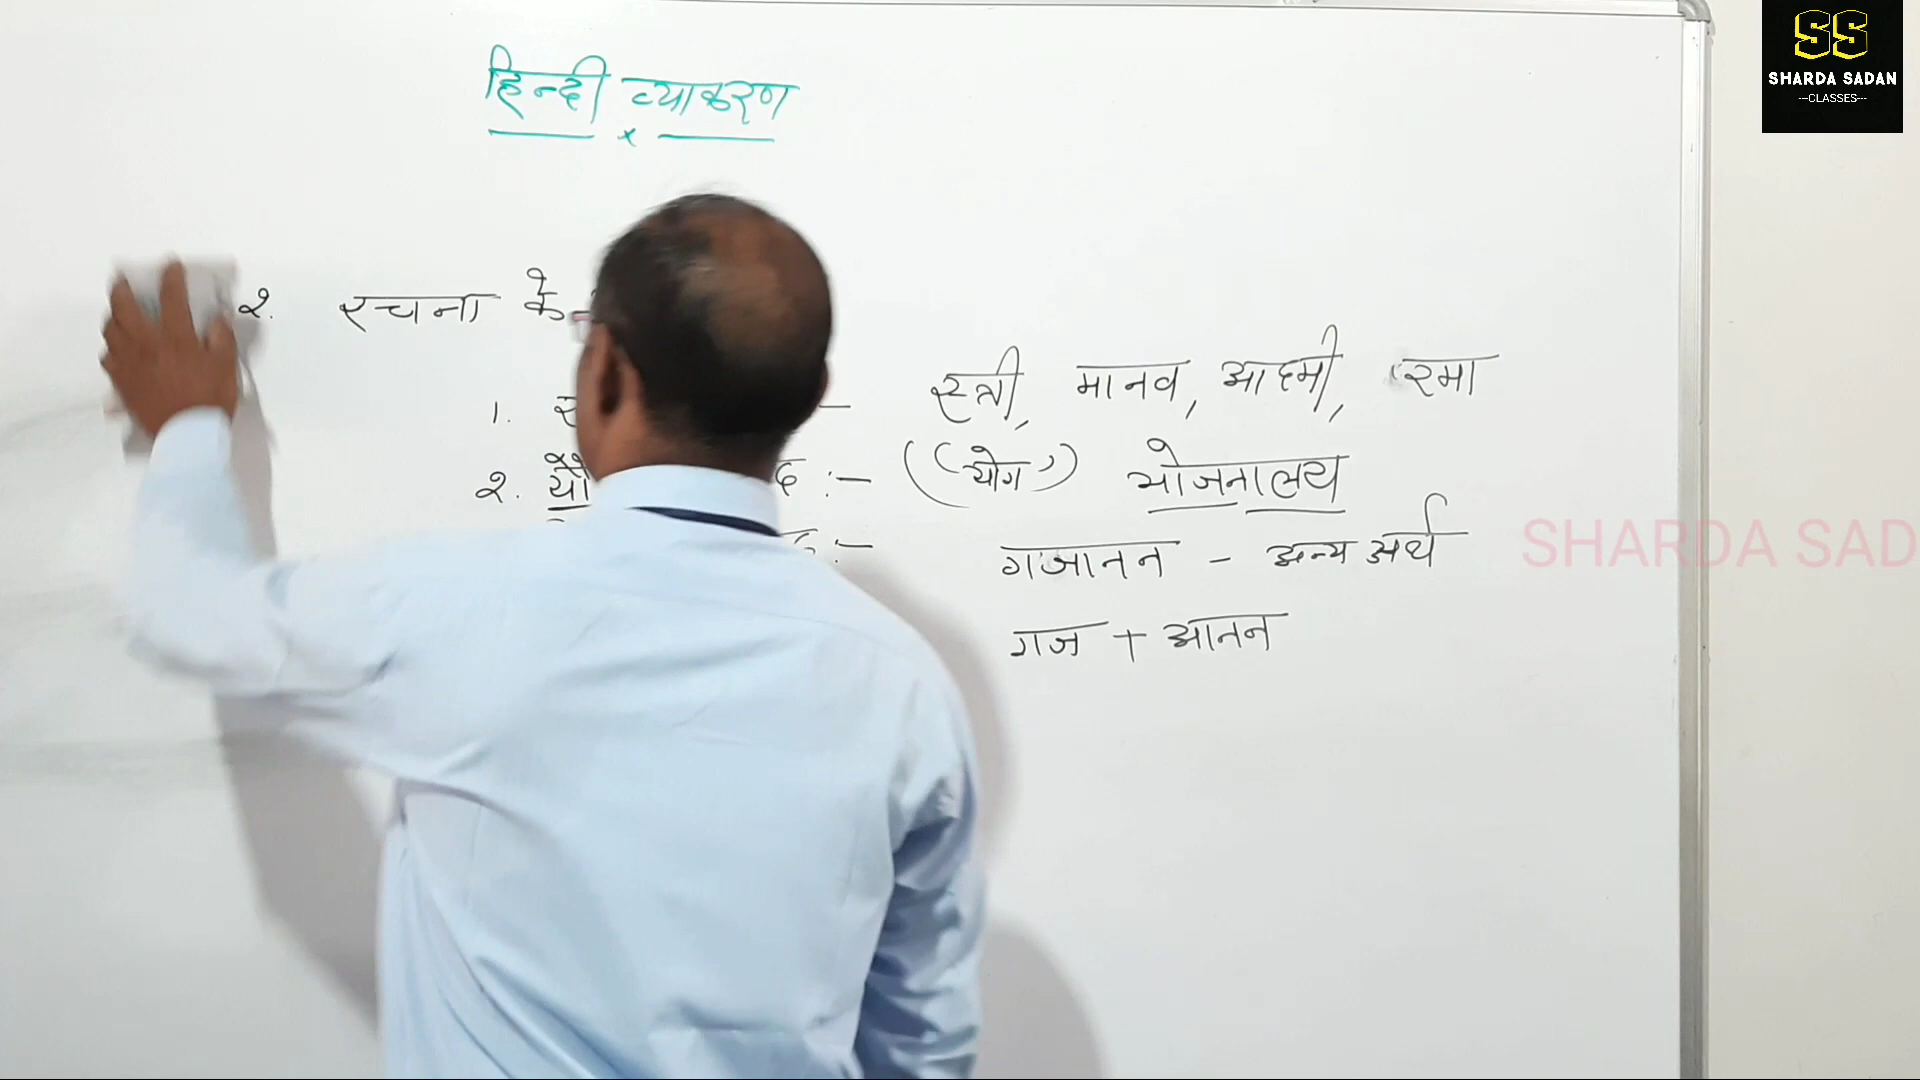 SS
SHARDA SADAN
---CLASSES---
हिन्दी व्याकरण
२. रचना के
1. :- स्त्री, मानव, आदमी, रमा
२. यौ द :- (“योग”) भोजनालय
द :- गजानन - अन्य अर्थ
गज + आनन
SHARDA SAD